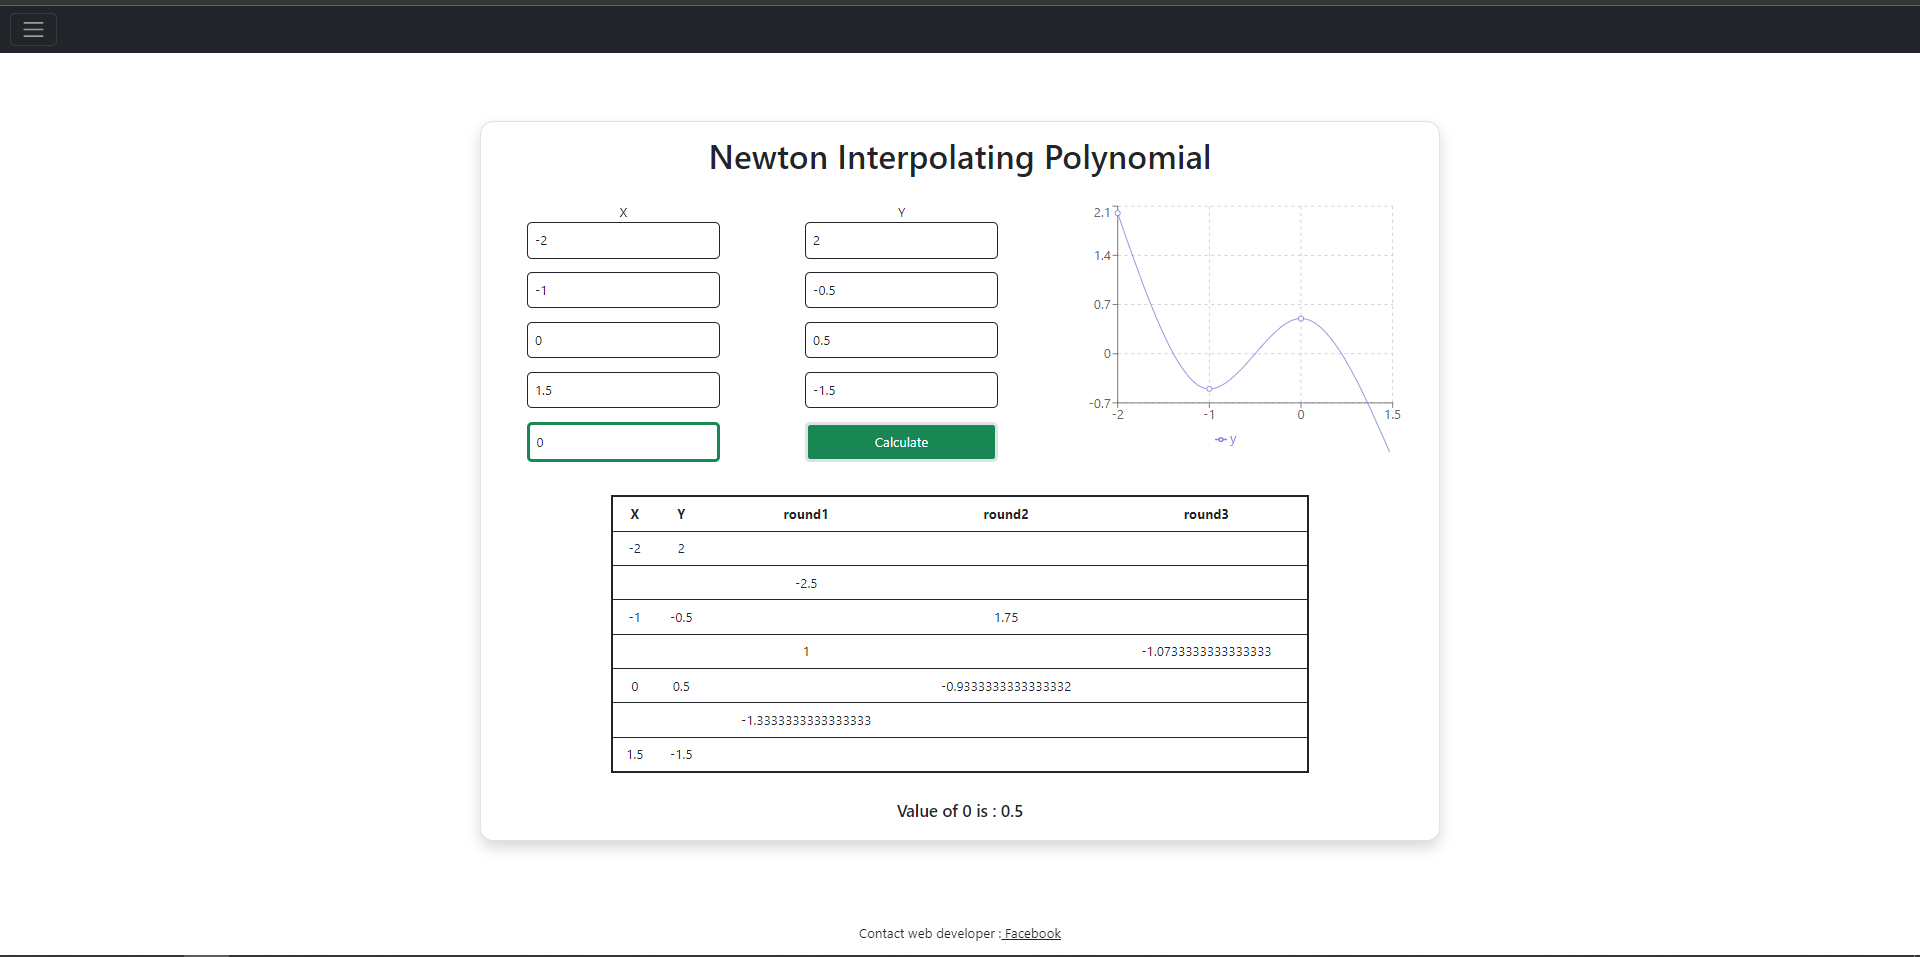 Newton Interpolating Polynomial
X Y
-2 2
-1 -0.5
0 0.5
1.5 -1.5
0 Calculate
2.1
1.4
0.7
0
-0.7
-2 -1 0 1.5
y
X Y round1 round2 round3
-2 2
-2.5
-1 -0.5 1.75
1 -1.0733333333333333
0 0.5 -0.9333333333333332
-1.3333333333333333
1.5 -1.5
Value of 0 is : 0.5
Contact web developer : Facebook